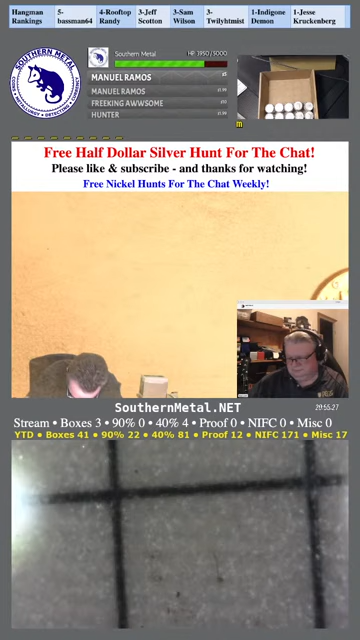 Hangman Rankings
5-bassman64
4-Rooftop Randy
3-Jeff Scotton
3-Sam Wilson
3-Twilyhtmist
1-Indigone Demon
1-Jesse Kruckenberg
SOUTHERN METAL
Southern Metal
HP: 3950 / 5000
MANUEL RAMOS
MANUEL RAMOS
FREEKING AWWSOME
HUNTER
Free Half Dollar Silver Hunt For The Chat!
Please like & subscribe - and thanks for watching!
Free Nickel Hunts For The Chat Weekly!
SouthernMetal.NET
20:55:27
Stream • Boxes 3 • 90% 0 • 40% 4 • Proof 0 • NIFC 0 • Misc 0
YTD • Boxes 41 • 90% 22 • 40% 81 • Proof 12 • NIFC 171 • Misc 17